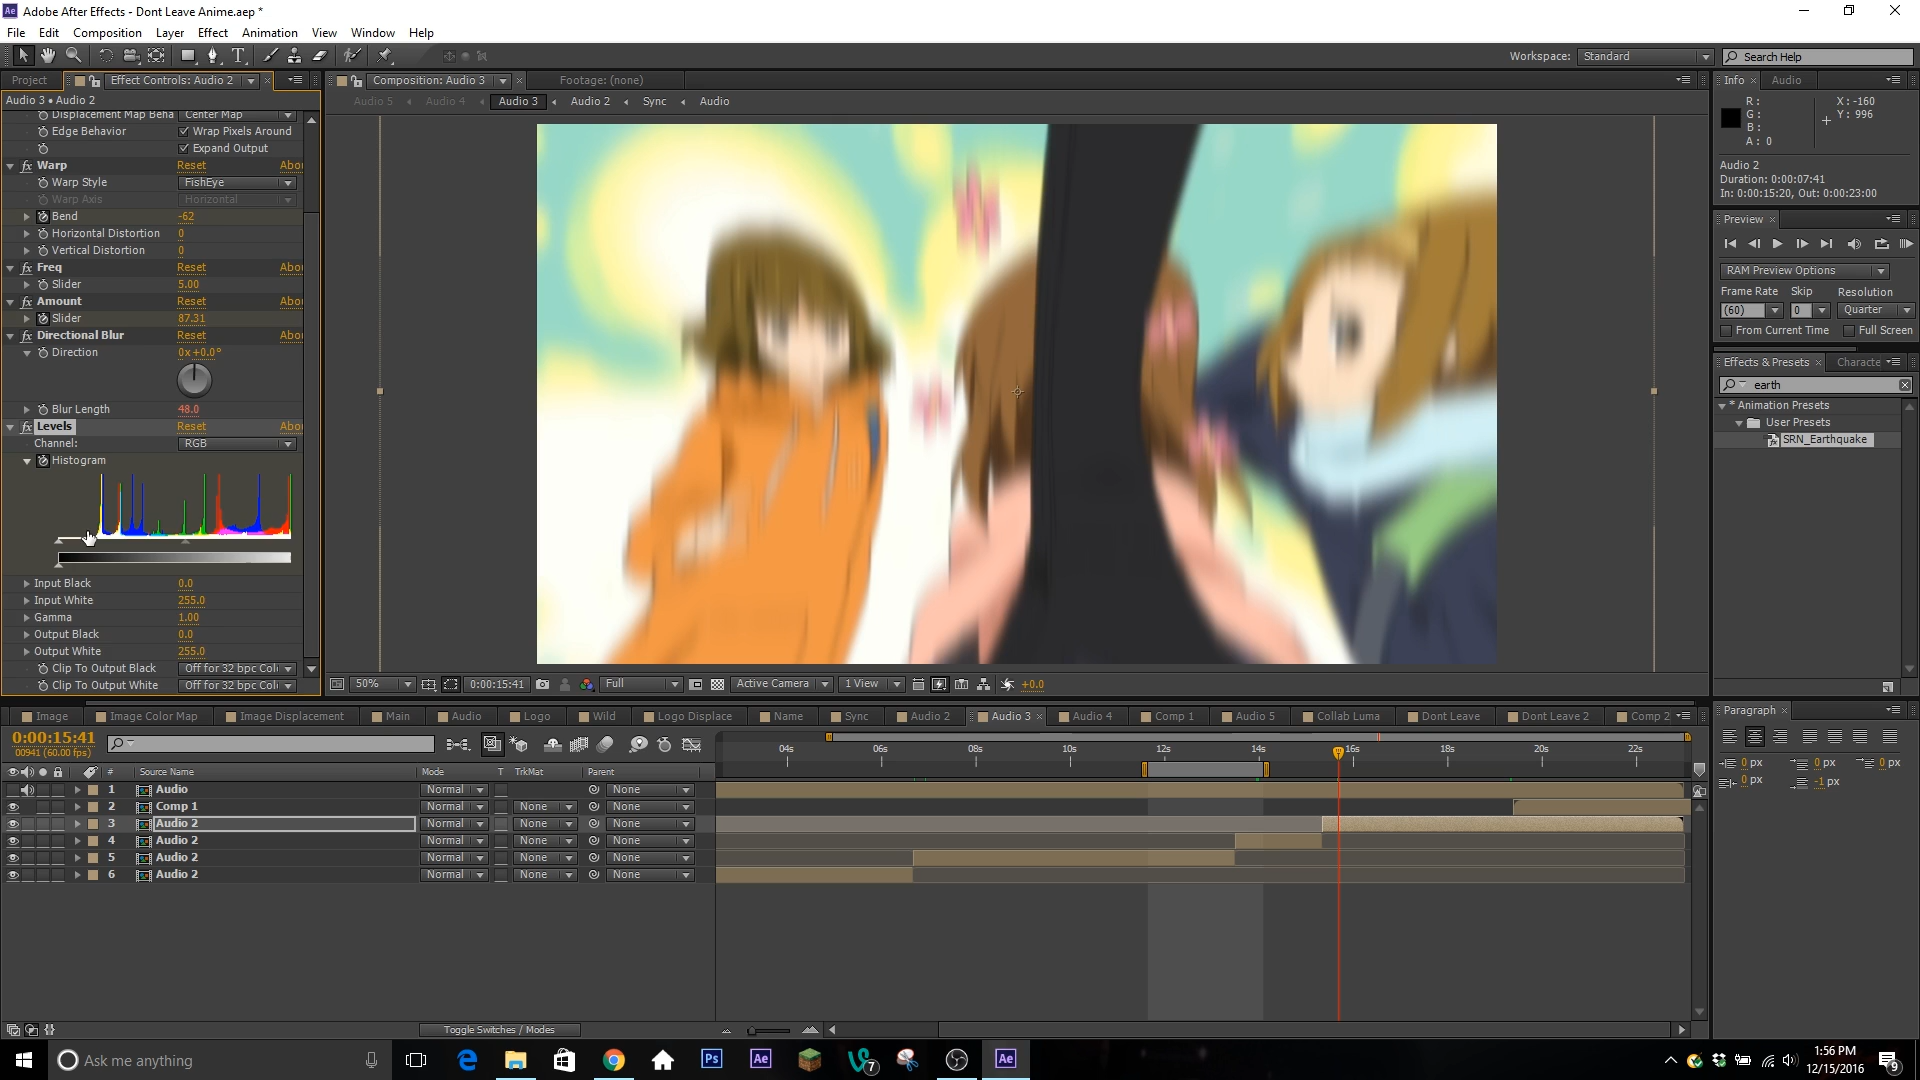 Adobe After Effects - Dont Leave Anime.aep *
File Edit Composition Layer Effect Animation View Window Help
Workspace: Standard Search Help
Project Effect Controls: Audio 2 Composition: Audio 3 Footage: (none) Info Audio
Audio 3 • Audio 2
Audio 5 Audio 4 Audio 3 Audio 2 Sync Audio
R : X : -160
G : Y : 996
B :
A : 0
Audio 2
Duration: 0:00:07:41
In: 0:00:15:20, Out: 0:00:23:00
Displacement Map Beha Center Map
Edge Behavior Wrap Pixels Around
Expand Output
Warp Reset Abou
Warp Style FishEye
Warp Axis Horizontal
Bend -62
Horizontal Distortion 0
Vertical Distortion 0
Freq Reset Abou
Slider 5.00
Amount Reset Abou
Slider 87.31
Directional Blur Reset Abou
Direction 0x+0.0°
Blur Length 48.0
Levels Reset Abou
Channel: RGB
Histogram
Input Black 0.0
Input White 255.0
Gamma 1.00
Output Black 0.0
Output White 255.0
Clip To Output Black Off for 32 bpc Col
Clip To Output White Off for 32 bpc Col
50% 0:00:15:41 Full Active Camera 1 View +0.0
Preview
RAM Preview Options
Frame Rate Skip Resolution
(60) 0 Quarter
From Current Time Full Screen
Effects & Presets Characte
earth
* Animation Presets
User Presets
SRN_Earthquake
Paragraph
0 px 0 px 0 px
0 px -1 px
Image Image Color Map Image Displacement Main Audio Logo Wild Logo Displace Name Sync Audio 2 Audio 3 Audio 4 Comp 1 Audio 5 Collab Luma Dont Leave Dont Leave 2 Comp 2
0:00:15:41
00941 (60.00 fps)
04s 06s 08s 10s 12s 14s 16s 18s 20s 22s
# Source Name Mode T TrkMat Parent
1 Audio Normal None
2 Comp 1 Normal None None
3 Audio 2 Normal None None
4 Audio 2 Normal None None
5 Audio 2 Normal None None
6 Audio 2 Normal None None
Toggle Switches / Modes
Ask me anything
Ps Ae 7 Ae
1:56 PM
12/15/2016
9